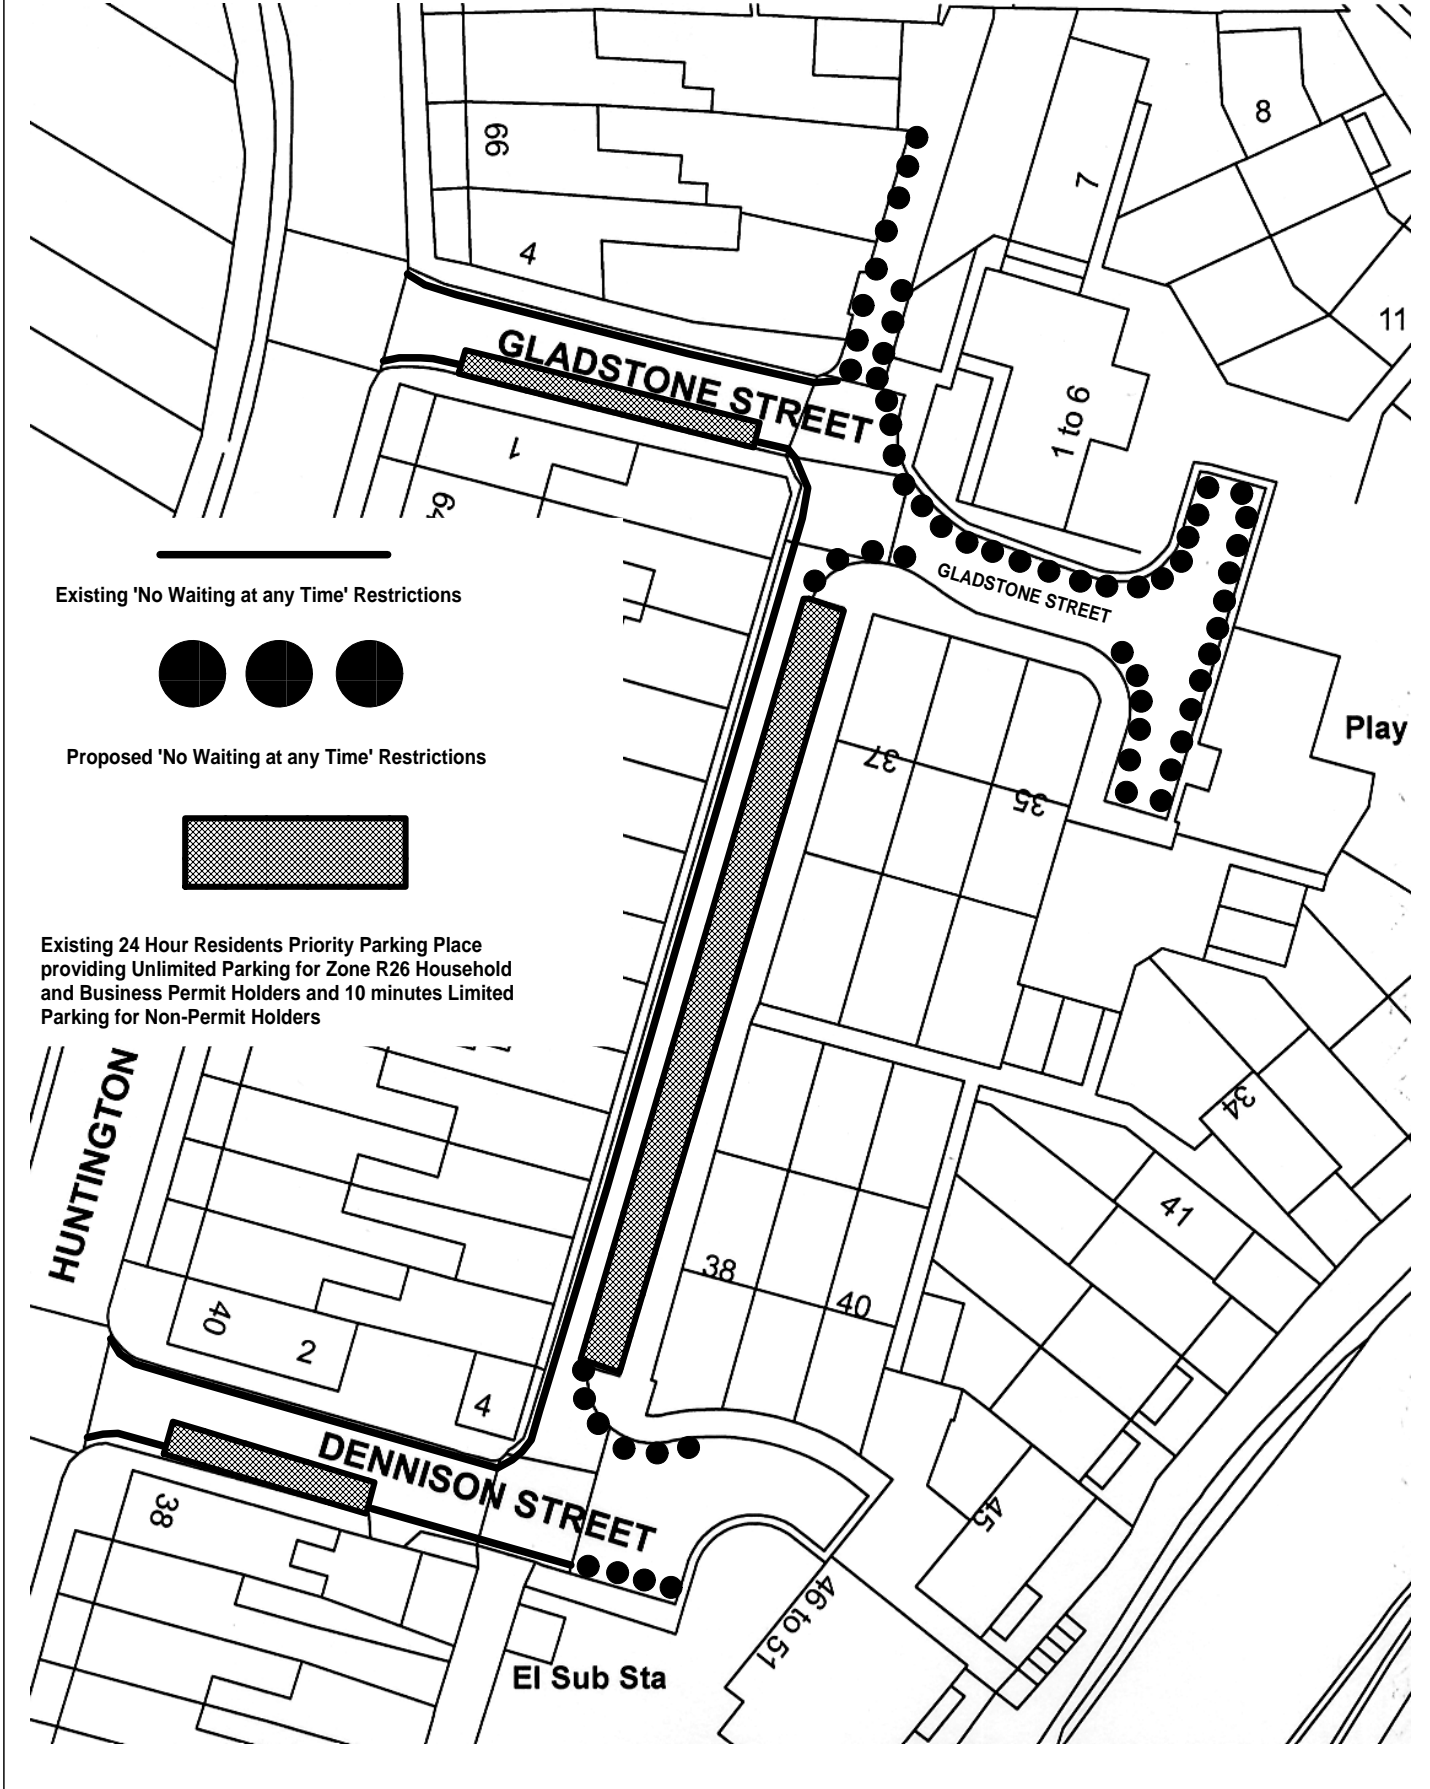 66
8
7
4
11
GLADSTONE STREET
1 to 6
1
64
Existing 'No Waiting at any Time' Restrictions
GLADSTONE STREET
Proposed 'No Waiting at any Time' Restrictions
Play
37
35
Existing 24 Hour Residents Priority Parking Place
providing Unlimited Parking for Zone R26 Household
and Business Permit Holders and 10 minutes Limited
Parking for Non-Permit Holders
HUNTINGTON
34
41
38
40
40
2
4
DENNISON STREET
38
45
46 to 51
El Sub Sta